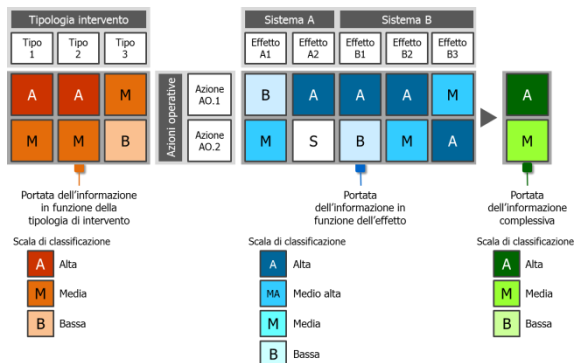 Tipologia intervento
Sistema A
Sistema B
Tipo 1
Tipo 2
Tipo 3
Effetto A1
Effetto A2
Effetto B1
Effetto B2
Effetto B3
A
A
M
Azioni operative
Azione AO.1
B
A
A
A
M
A
M
M
B
Azione AO.2
M
S
B
M
A
M
Portata dell'informazione
in funzione della
tipologia di intervento
Portata
dell'informazione in
funzione dell'effetto
Portata
dell'informazione
complessiva
Scala di classificazione
A Alta
M Media
B Bassa
Scala di classificazione
A Alta
MA Medio alta
M Media
B Bassa
Scala di classificazione
A Alta
M Media
B Bassa